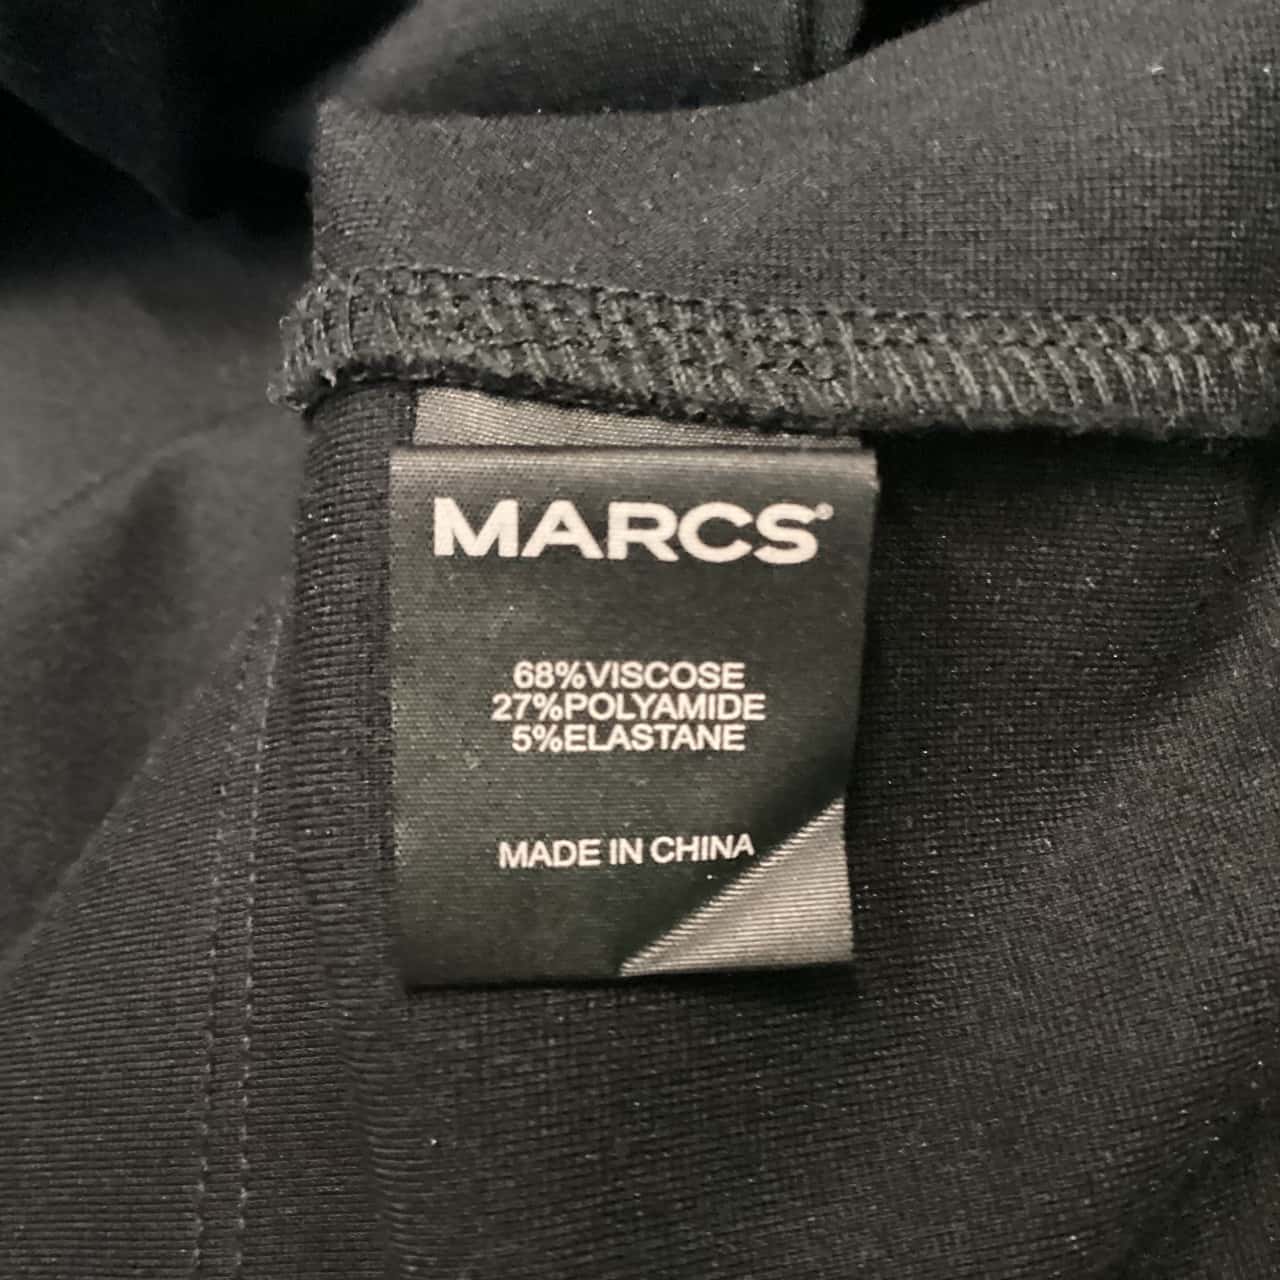 MARCS®
68%VISCOSE
27%POLYAMIDE
5%ELASTANE
MADE IN CHINA